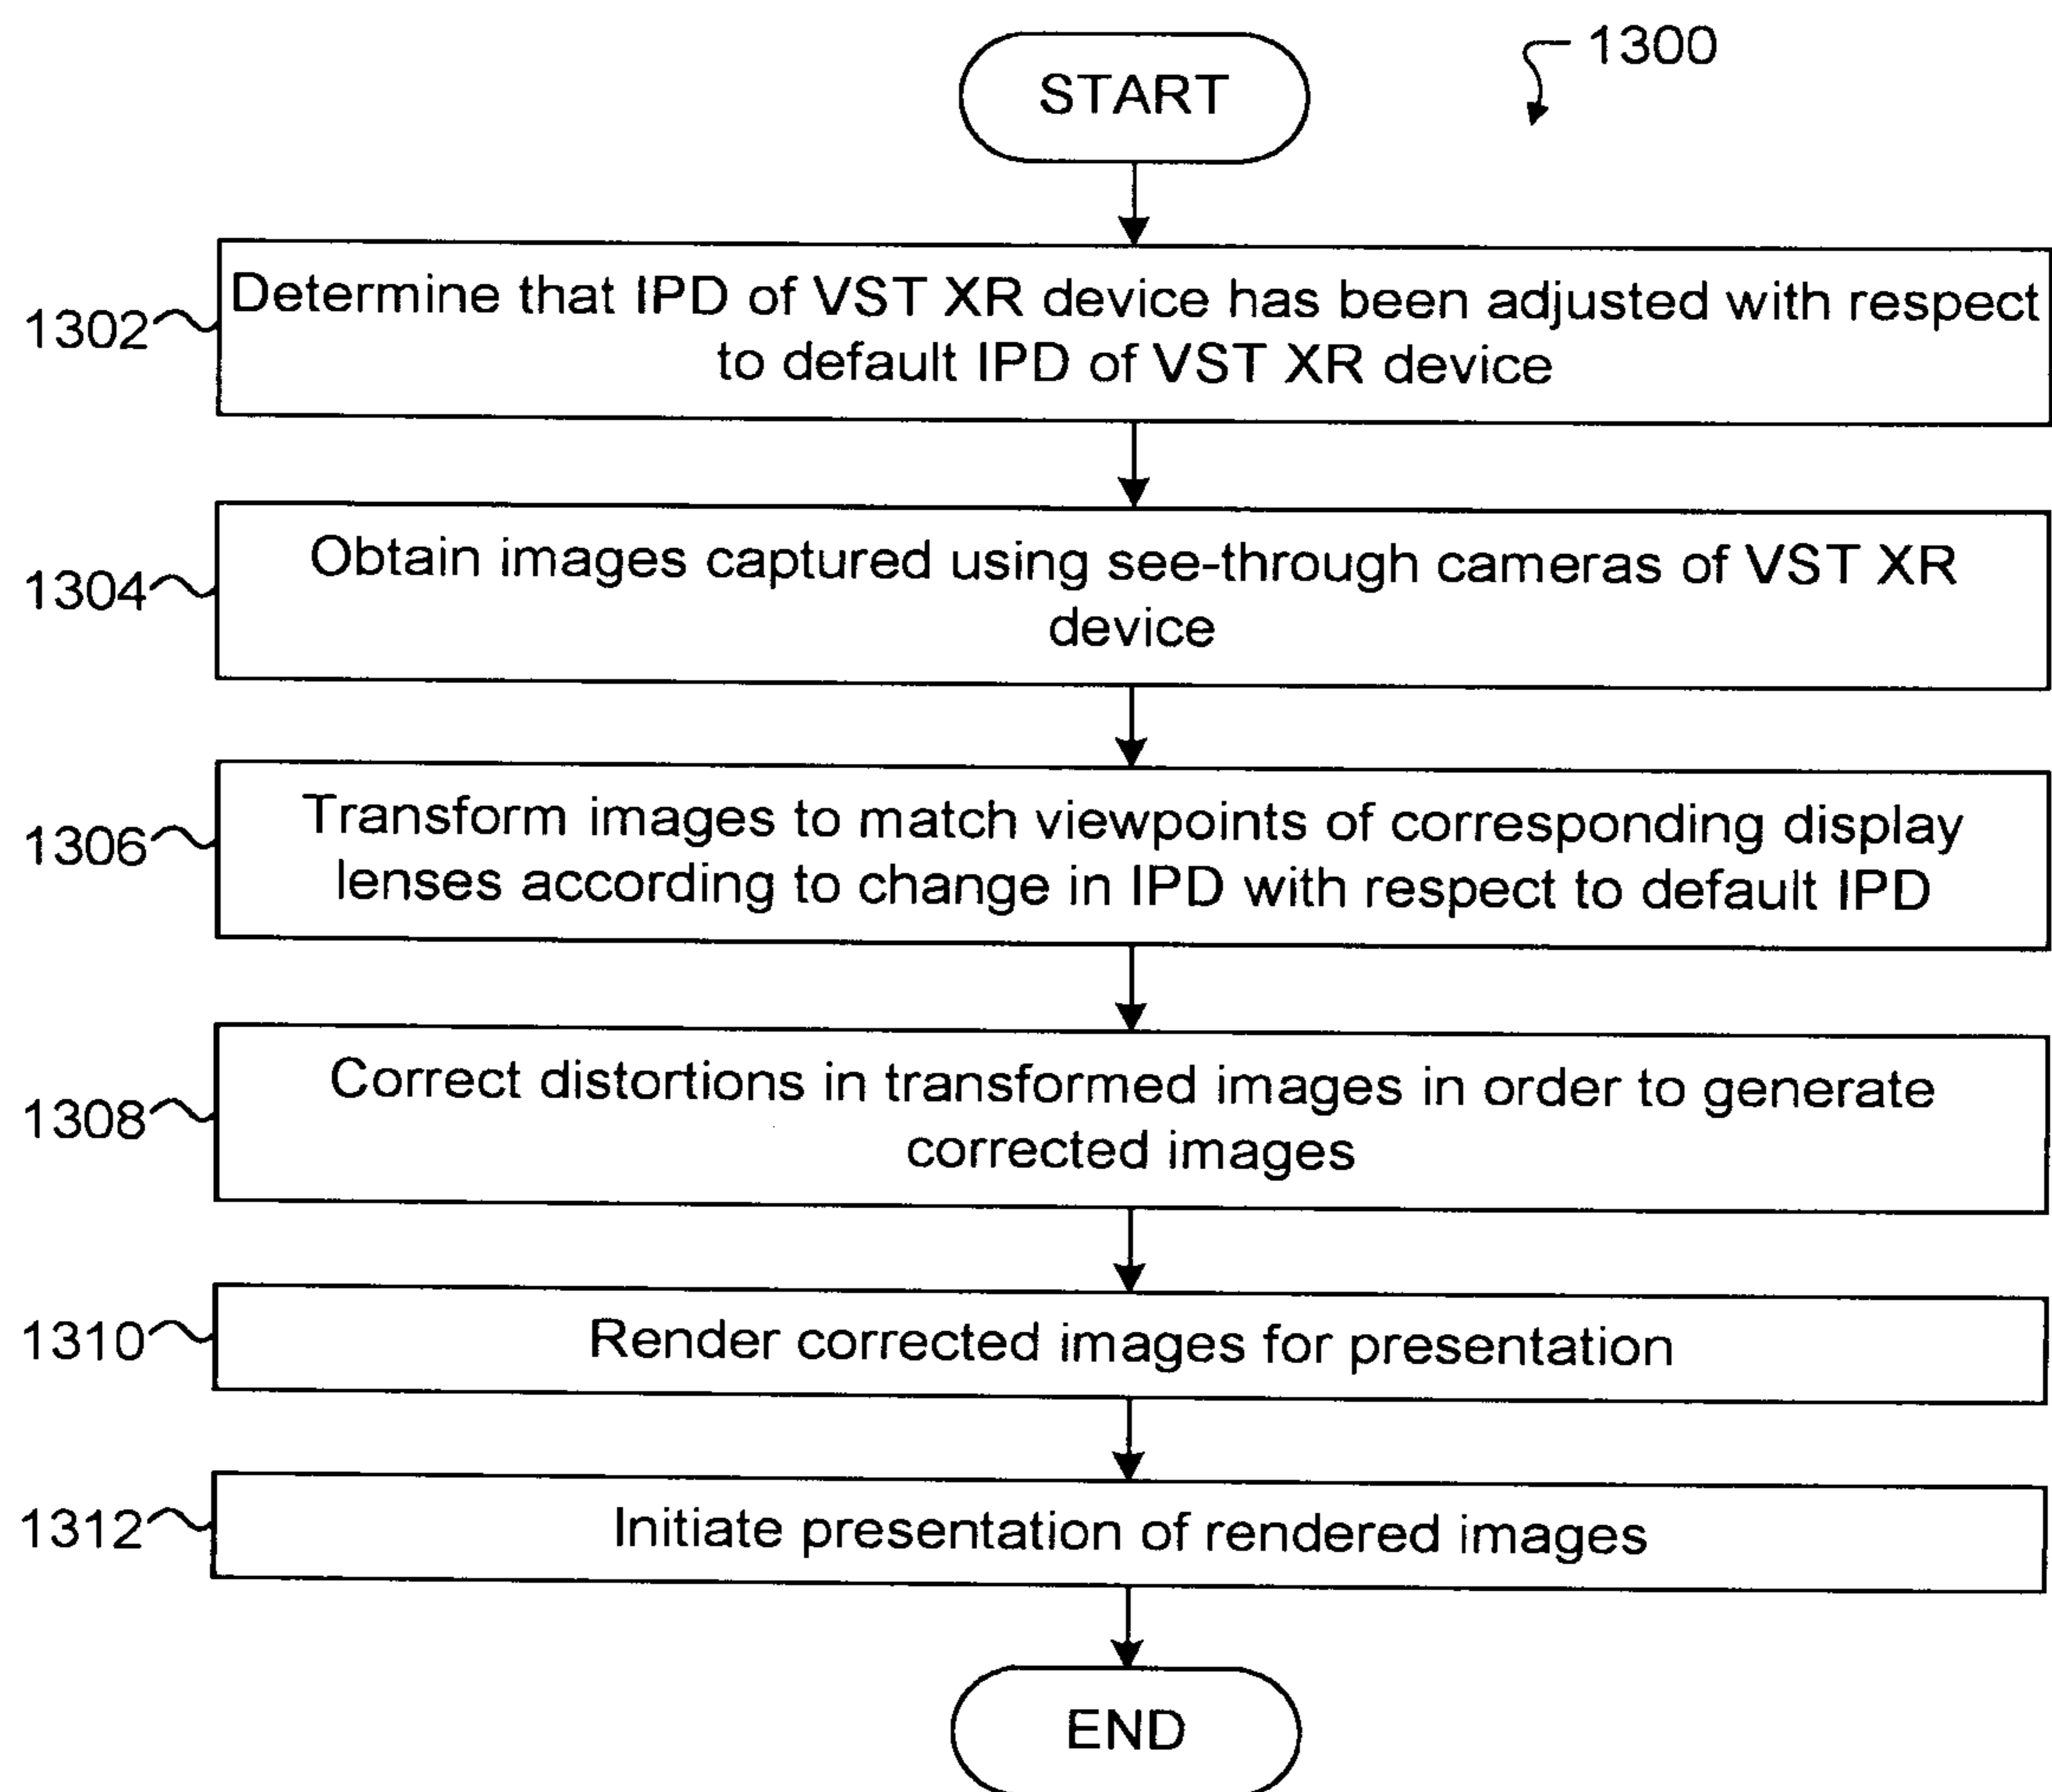 START
1300
1302
Determine that IPD of VST XR device has been adjusted with respect
to default IPD of VST XR device
1304
Obtain images captured using see-through cameras of VST XR
device
1306
Transform images to match viewpoints of corresponding display
lenses according to change in IPD with respect to default IPD
1308
Correct distortions in transformed images in order to generate
corrected images
1310
Render corrected images for presentation
1312
Initiate presentation of rendered images
END